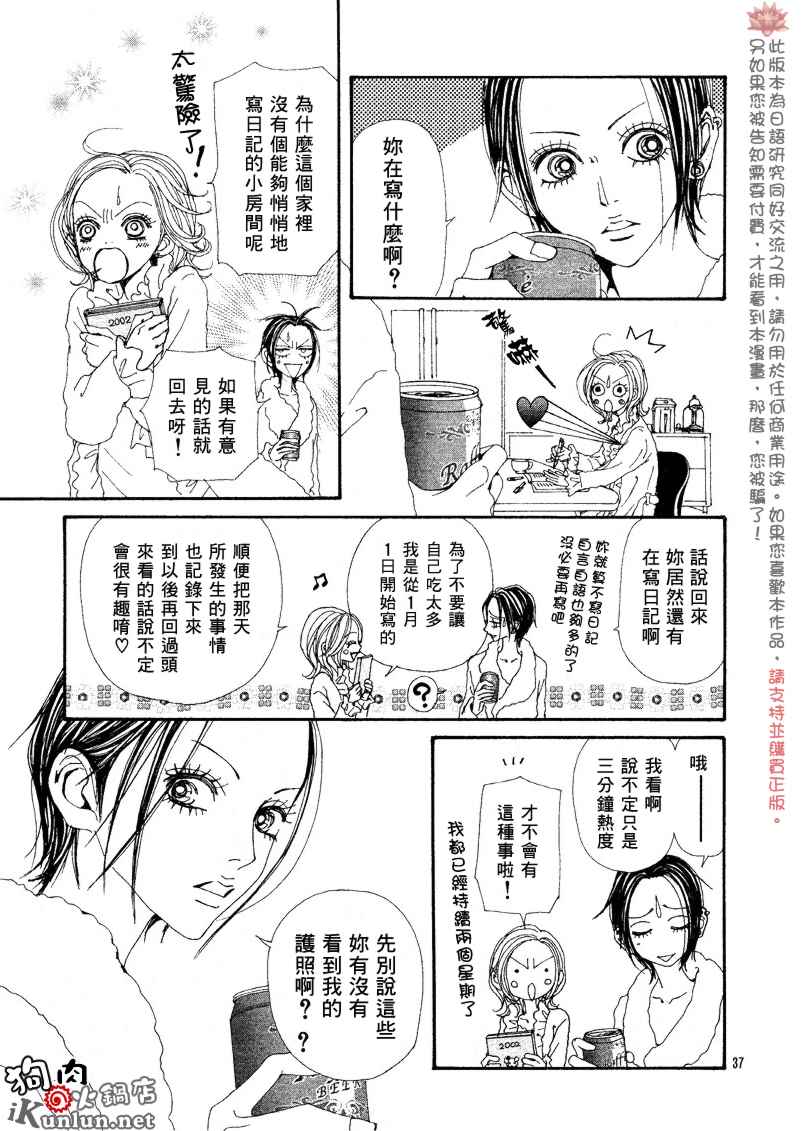 妳在寫什麼啊？
è
驚
嚇—
Ra
為什麼這個家裡
沒有個能夠悄悄地
寫日記的小房間呢
太驚險了！
2002
如果有意
見的話就
回去呀！
話說回來
妳居然還有
在寫日記啊
妳就算不寫日記
自言自語也夠多的了
沒必要再寫吧
為了不要讓
自己吃太多
我是從1月
1日開始寫的
？
順便把那天
所發生的事情
也記錄下來
到以後再回過頭
來看的話說不定
會很有趣唷♡
♪
哦——
我看啊
說不定只是
三分鐘熱度
才不會有
這種事啦！
我都已經持續兩個星期了
2002
先別說這些
妳有沒有
看到我的
護照啊？？
BEER
37
狗肉
火鍋店
iKunlun.net
此版本為日語研究同好交流之用，請勿用於任何商業用途。如果您喜歡本作品，請支持並購買正版。
另如果您被告知需要付費，才能看到本漫畫，那麼，您被騙了！